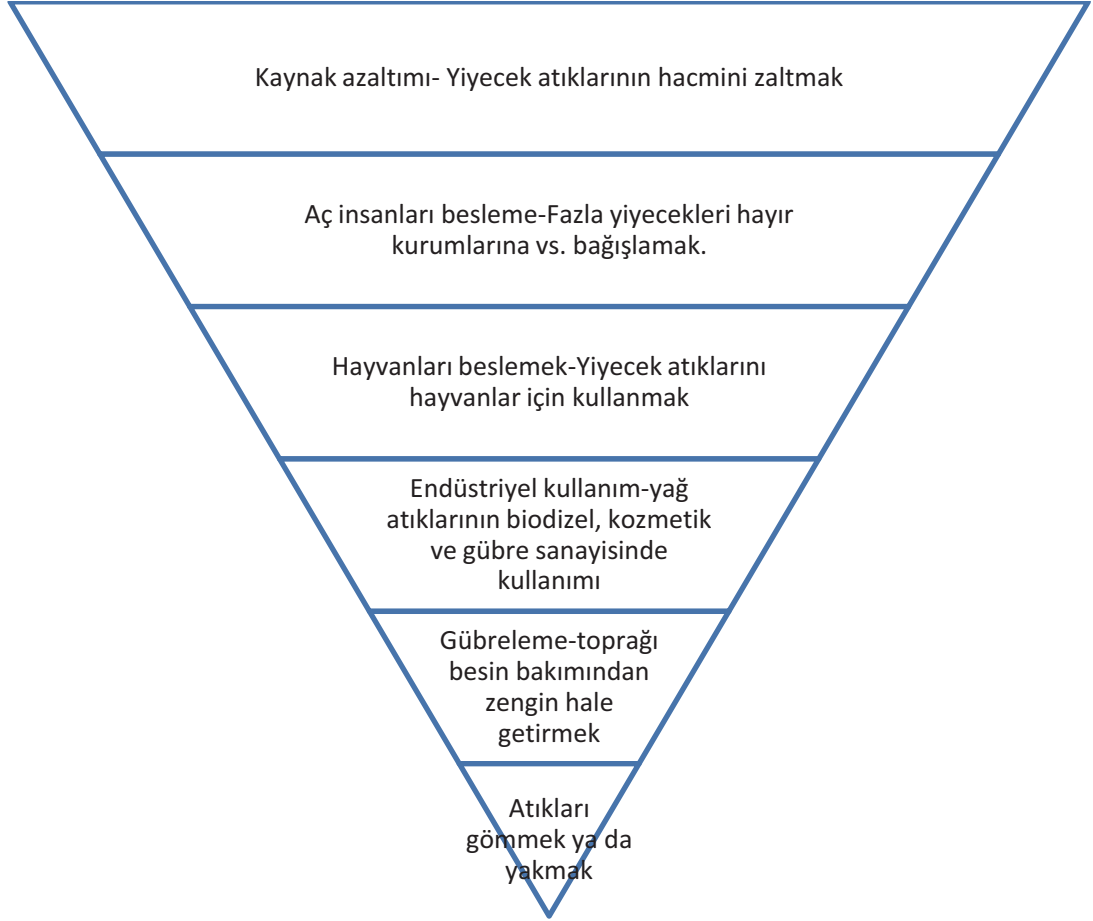 Kaynak azaltımı- Yiyecek atıklarının hacmini zaltmak
Aç insanları besleme-Fazla yiyecekleri hayır
kurumlarına vs. bağışlamak.
Hayvanları beslemek-Yiyecek atıklarını
hayvanlar için kullanmak
Endüstriyel kullanım-yağ
atıklarının biodizel, kozmetik
ve gübre sanayisinde
kullanımı
Gübreleme-toprağı
besin bakımından
zengin hale
getirmek
Atıkları
gömmek ya da
yakmak